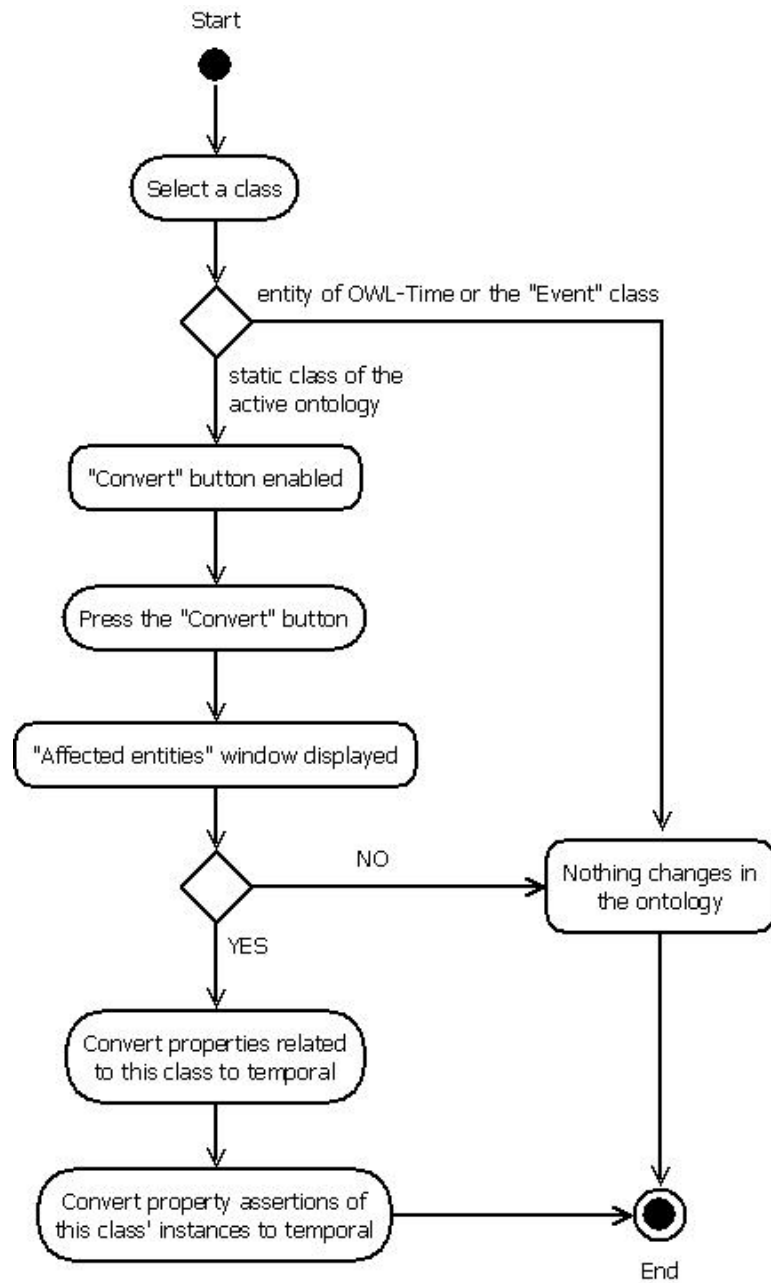 Start
Select a class
entity of OWL-Time or the "Event" class
static class of the
active ontology
"Convert" button enabled
Press the "Convert" button
"Affected entities" window displayed
NO
Nothing changes in
the ontology
YES
Convert properties related
to this class to temporal
Convert property assertions of
this class' instances to temporal
End